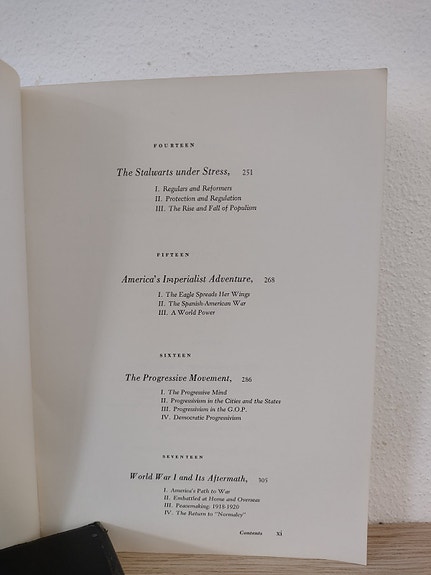 FOURTEEN
The Stalwarts under Stress, 251
I. Regulars and Reformers
II. Protection and Regulation
III. The Rise and Fall of Populism
FIFTEEN
America's Imperialist Adventure, 268
I. The Eagle Spreads Her Wings
II. The Spanish-American War
III. A World Power
SIXTEEN
The Progressive Movement, 286
I. The Progressive Mind
II. Progressivism in the Cities and the States
III. Progressivism in the G.O.P.
IV. Democratic Progressivism
SEVENTEEN
World War I and Its Aftermath, 305
I. America's Path to War
II. Embattled at Home and Overseas
III. Peacemaking: 1918-1920
IV. The Return to "Normalcy"
Contents xi